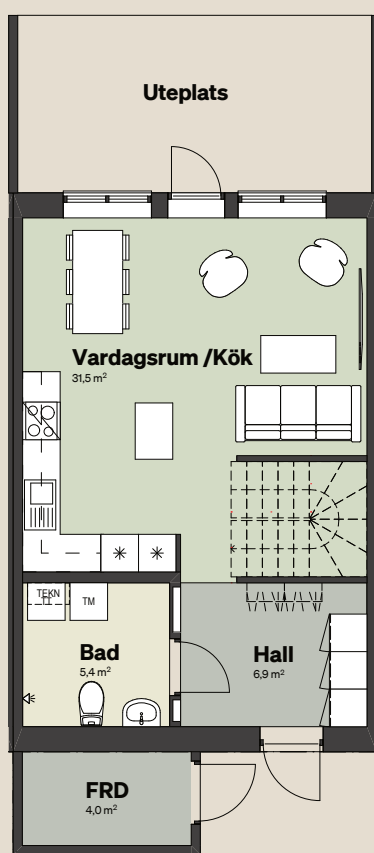 Uteplats
Vardagsrum /Kök
31,5 m²
TEKN
TT
TM
Bad
5,4 m²
Hall
6,9 m²
FRD
4,0 m²